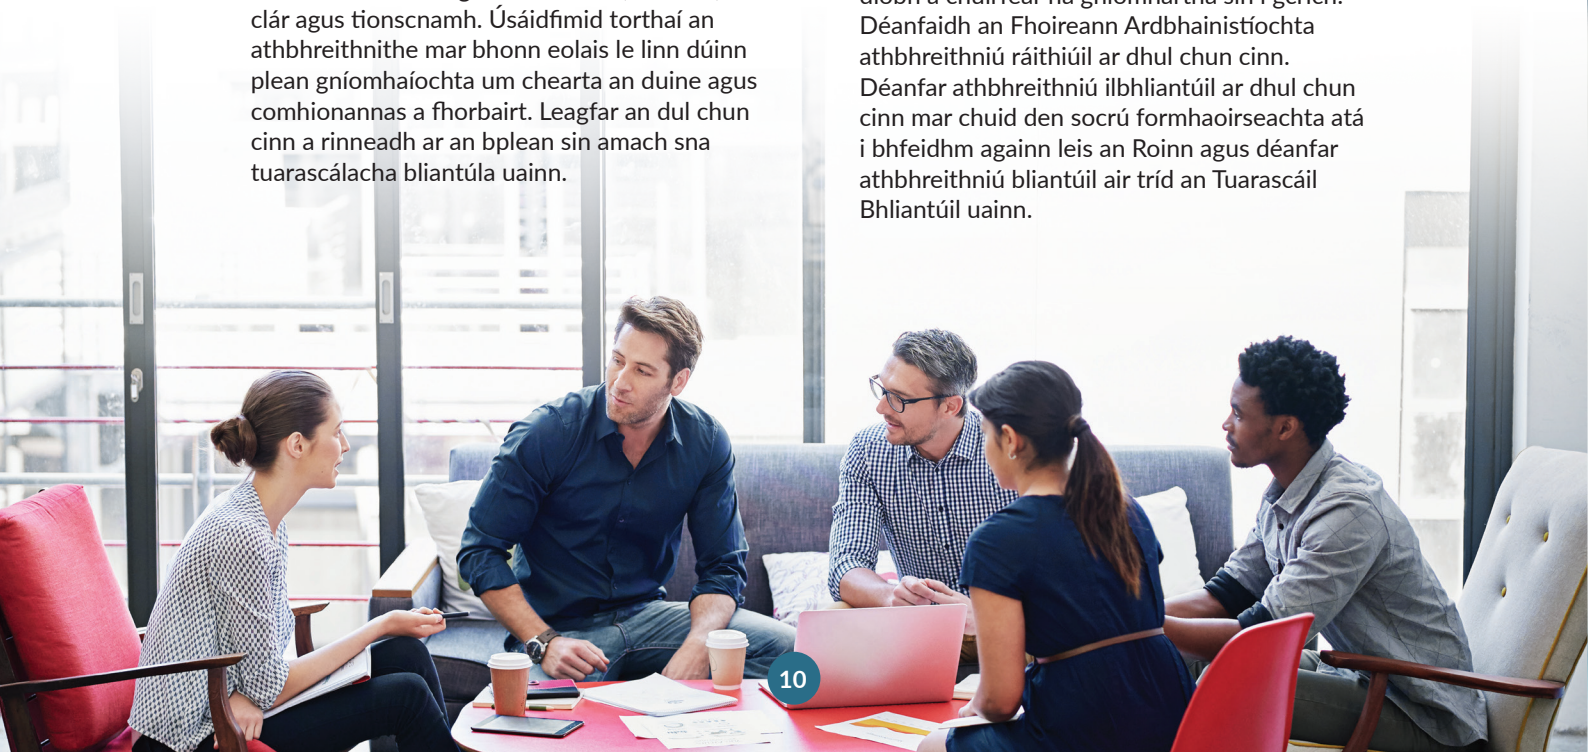 clár agus tionscnamh. Úsáidfimid torthaí an
athbhreithnithe mar bhonn eolais le linn dúinn
plean gníomhaíochta um chearta an duine agus
comhionannas a fhorbairt. Leagfar an dul chun
cinn a rinneadh ar an bplean sin amach sna
tuarascálacha bliantúla uainn.
Déanfaidh an Fhoireann Ardbhainistíochta
athbhreithniú ráithiúil ar dhul chun cinn.
Déanfar athbhreithniú ilbhliantúil ar dhul chun
cinn mar chuid den socrú formhaoirseachta atá
i bhfeidhm againn leis an Roinn agus déanfar
athbhreithniú bliantúil air tríd an Tuarascáil
Bhliantúil uainn.
10